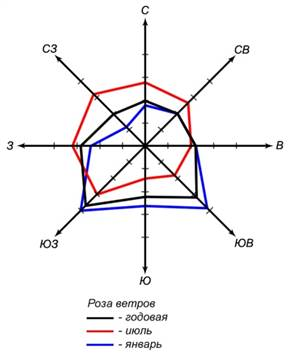 С
СЗ
СВ
З
В
ЮЗ
ЮВ
Ю
Роза ветров
- годовая
- июль
- январь